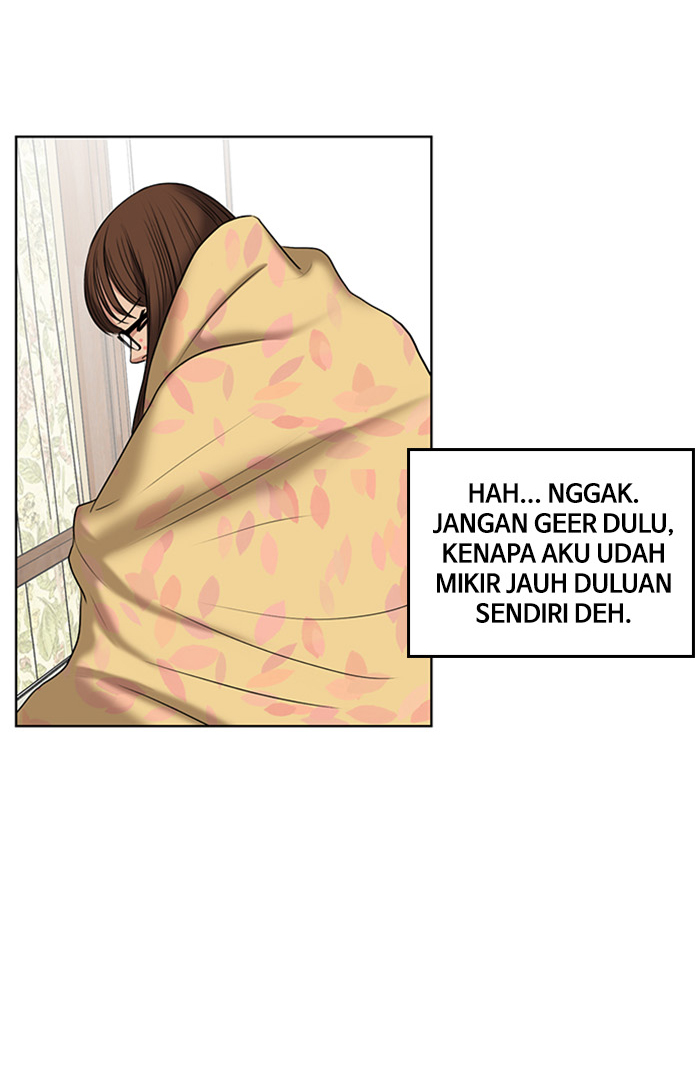 HAH... NGGAK.
JANGAN GEER DULU,
KENAPA AKU UDAH
MIKIR JAUH DULUAN
SENDIRI DEH.